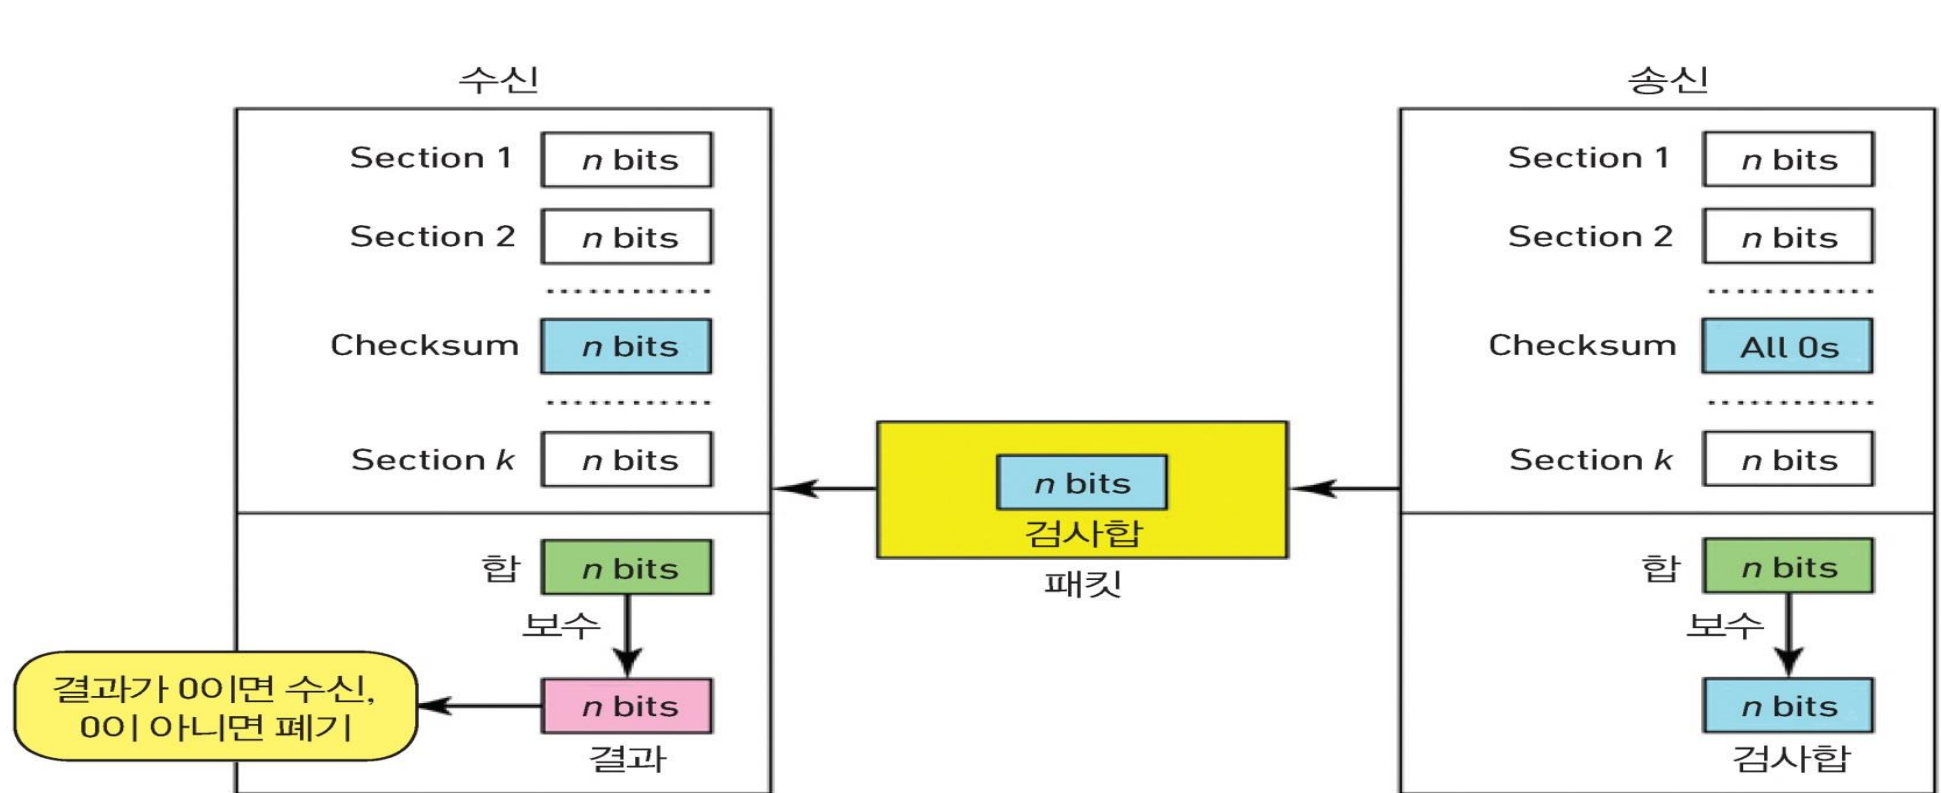 수신
Section 1 n bits
Section 2 n bits
Checksum n bits
Section k n bits
합 n bits
보수
n bits
결과
결과가 0이면 수신,
0이 아니면 폐기
n bits
검사합
패킷
송신
Section 1 n bits
Section 2 n bits
Checksum All 0s
Section k n bits
합 n bits
보수
n bits
검사합